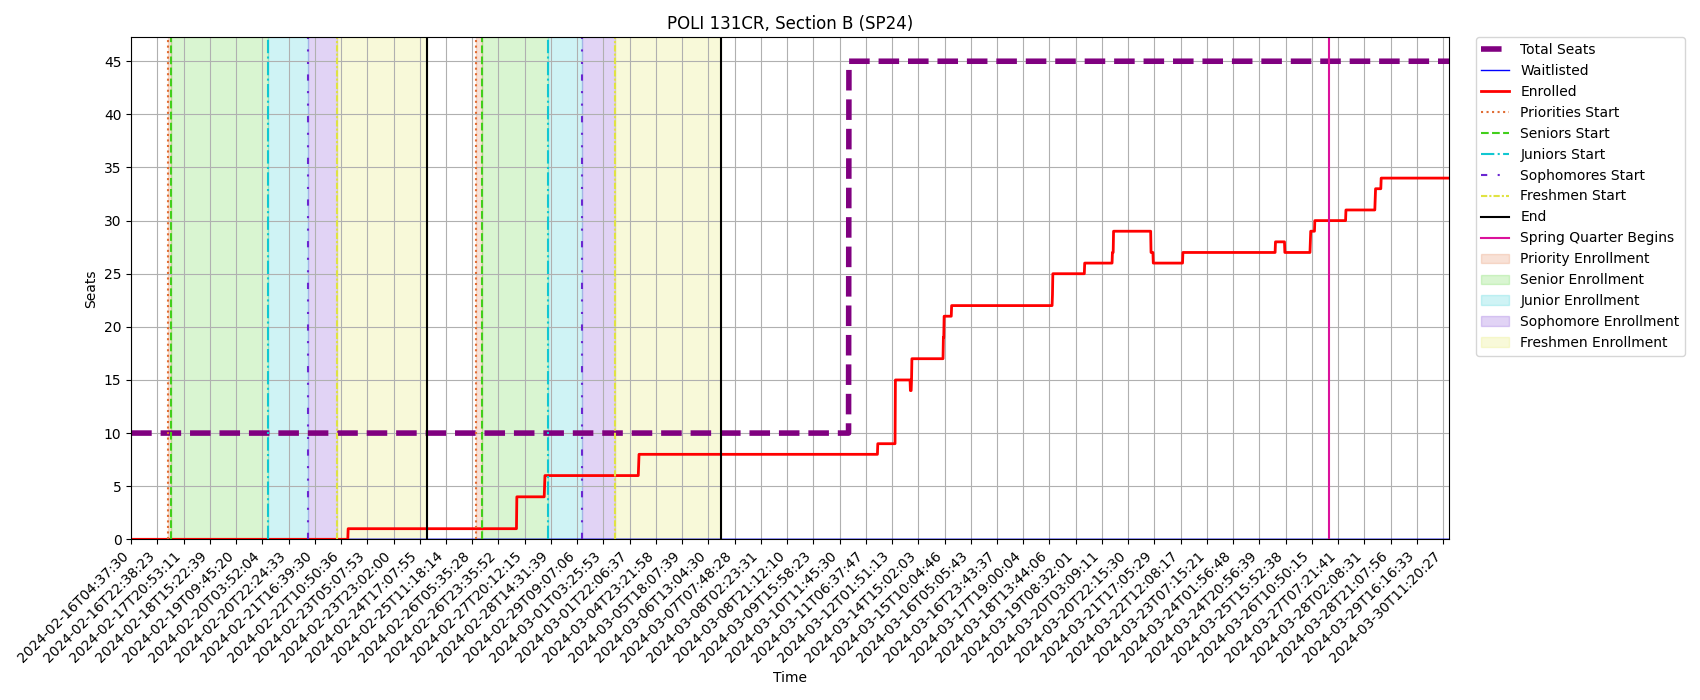 POLI 131CR, Section B (SP24)
Seats
45
40
35
30
25
20
15
10
5
0
2024-02-16T04:37:30
2024-02-16T22:38:23
2024-02-17T20:53:11
2024-02-18T15:22:39
2024-02-19T09:45:20
2024-02-20T03:52:04
2024-02-20T22:24:33
2024-02-21T16:39:30
2024-02-22T10:50:36
2024-02-23T05:07:53
2024-02-23T23:02:00
2024-02-24T17:07:55
2024-02-25T11:18:14
2024-02-26T05:35:28
2024-02-26T23:35:52
2024-02-27T20:12:15
2024-02-28T14:31:39
2024-02-29T09:07:06
2024-03-01T03:25:53
2024-03-01T22:06:37
2024-03-04T23:21:58
2024-03-05T18:07:39
2024-03-06T13:04:30
2024-03-07T07:48:28
2024-03-08T02:23:31
2024-03-08T21:12:10
2024-03-09T15:58:23
2024-03-10T11:45:30
2024-03-11T06:37:47
2024-03-12T01:51:13
2024-03-14T15:02:03
2024-03-15T10:04:46
2024-03-16T05:05:43
2024-03-16T23:43:37
2024-03-17T19:00:04
2024-03-18T13:44:06
2024-03-19T08:32:01
2024-03-20T03:09:11
2024-03-20T22:15:30
2024-03-21T17:05:29
2024-03-22T12:08:17
2024-03-23T07:15:21
2024-03-24T01:56:48
2024-03-24T20:56:39
2024-03-25T15:52:38
2024-03-26T10:50:15
2024-03-27T07:21:41
2024-03-28T02:08:31
2024-03-28T21:07:56
2024-03-29T16:16:33
2024-03-30T11:20:27
Time
Total Seats
Waitlisted
Enrolled
Priorities Start
Seniors Start
Juniors Start
Sophomores Start
Freshmen Start
End
Spring Quarter Begins
Priority Enrollment
Senior Enrollment
Junior Enrollment
Sophomore Enrollment
Freshmen Enrollment